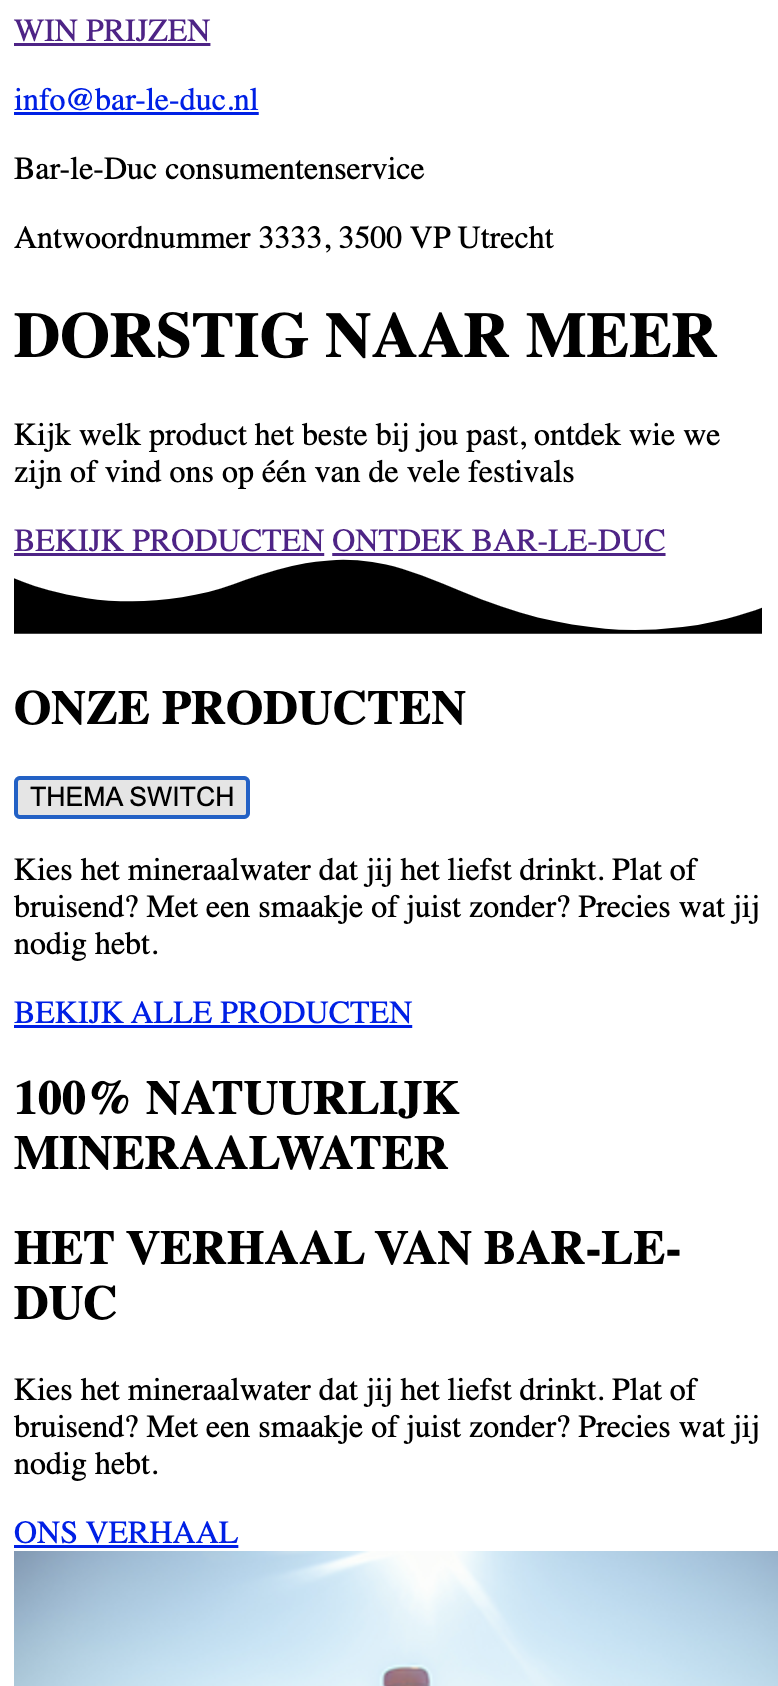 WIN PRIJZEN
info@bar-le-duc.nl
Bar-le-Duc consumentenservice
Antwoordnummer 3333, 3500 VP Utrecht
DORSTIG NAAR MEER
Kijk welk product het beste bij jou past, ontdek wie we
zijn of vind ons op één van de vele festivals
BEKIJK PRODUCTEN ONTDEK BAR-LE-DUC
ONZE PRODUCTEN
THEMA SWITCH
Kies het mineraalwater dat jij het liefst drinkt. Plat of
bruisend? Met een smaakje of juist zonder? Precies wat jij
nodig hebt.
BEKIJK ALLE PRODUCTEN
100% NATUURLIJK
MINERAALWATER
HET VERHAAL VAN BAR-LE-
DUC
Kies het mineraalwater dat jij het liefst drinkt. Plat of
bruisend? Met een smaakje of juist zonder? Precies wat jij
nodig hebt.
ONS VERHAAL